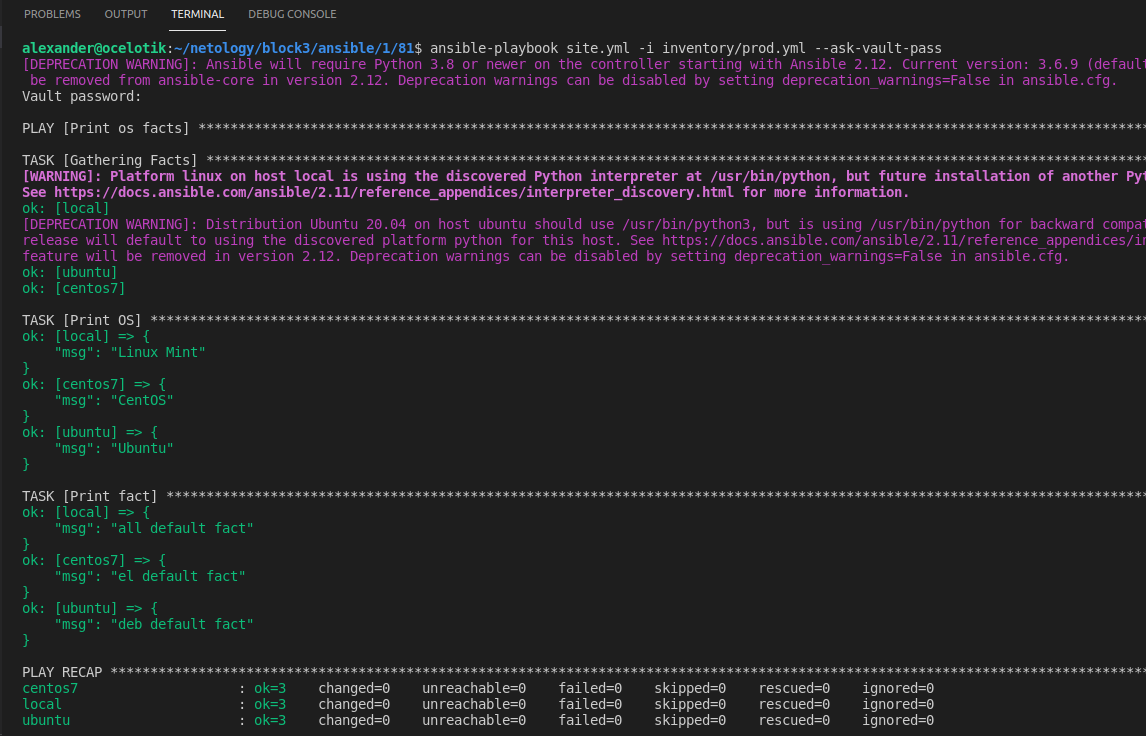 PROBLEMS OUTPUT TERMINAL DEBUG CONSOLE
alexander@ocelotik:~/netology/block3/ansible/1/81$ ansible-playbook site.yml -i inventory/prod.yml --ask-vault-pass
[DEPRECATION WARNING]: Ansible will require Python 3.8 or newer on the controller starting with Ansible 2.12. Current version: 3.6.9 (default
be removed from ansible-core in version 2.12. Deprecation warnings can be disabled by setting deprecation_warnings=False in ansible.cfg.
Vault password:
PLAY [Print os facts] ***********************************************************************************************************************
TASK [Gathering Facts] **********************************************************************************************************************
[WARNING]: Platform linux on host local is using the discovered Python interpreter at /usr/bin/python, but future installation of another Pyt
See https://docs.ansible.com/ansible/2.11/reference_appendices/interpreter_discovery.html for more information.
ok: [local]
[DEPRECATION WARNING]: Distribution Ubuntu 20.04 on host ubuntu should use /usr/bin/python3, but is using /usr/bin/python for backward compat
release will default to using the discovered platform python for this host. See https://docs.ansible.com/ansible/2.11/reference_appendices/in
feature will be removed in version 2.12. Deprecation warnings can be disabled by setting deprecation_warnings=False in ansible.cfg.
ok: [ubuntu]
ok: [centos7]
TASK [Print OS] *****************************************************************************************************************************
ok: [local] => {
    "msg": "Linux Mint"
}
ok: [centos7] => {
    "msg": "CentOS"
}
ok: [ubuntu] => {
    "msg": "Ubuntu"
}
TASK [Print fact] ***************************************************************************************************************************
ok: [local] => {
    "msg": "all default fact"
}
ok: [centos7] => {
    "msg": "el default fact"
}
ok: [ubuntu] => {
    "msg": "deb default fact"
}
PLAY RECAP **********************************************************************************************************************************
centos7                    : ok=3    changed=0    unreachable=0    failed=0    skipped=0    rescued=0    ignored=0
local                      : ok=3    changed=0    unreachable=0    failed=0    skipped=0    rescued=0    ignored=0
ubuntu                     : ok=3    changed=0    unreachable=0    failed=0    skipped=0    rescued=0    ignored=0